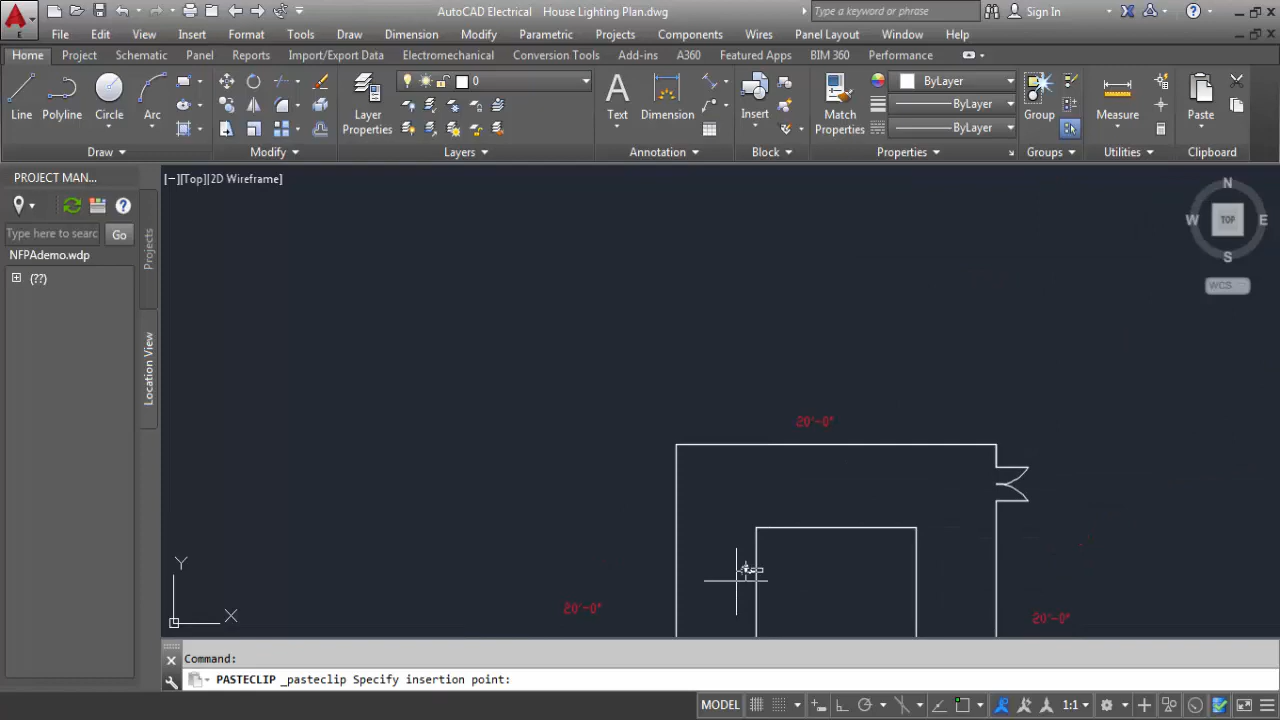 E
AutoCAD Electrical House Lighting Plan.dwg
Type a keyword or phrase
Sign In
File Edit View Insert Format Tools Draw Dimension Modify Parametric Projects Components Wires Panel Layout Window Help
Home Project Schematic Panel Reports Import/Export Data Electromechanical Conversion Tools Add-ins A360 Featured Apps BIM 360 Performance
0 ByLayer
ByLayer
ByLayer
Line Polyline Circle Arc Layer Properties Text Dimension Insert Match Properties Group Measure Paste
Draw Modify Layers Annotation Block Properties Groups Utilities Clipboard
PROJECT MAN...
Type here to searc Go
NFPAdemo.wdp
(??)
Projects
Location View
[−][Top][2D Wireframe]
N
W TOP E
S
WCS
20'-0"
20'-0" 20'-0"
Y
X
Command:
PASTECLIP _pasteclip Specify insertion point:
MODEL 1:1